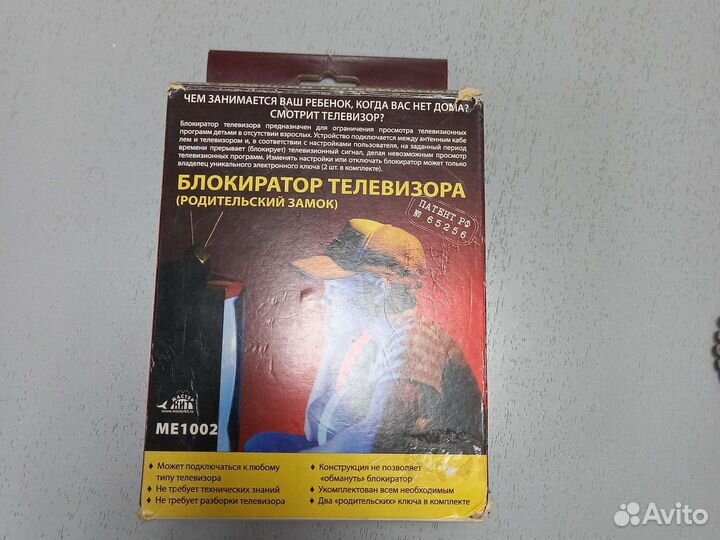 ЧЕМ ЗАНИМАЕТСЯ ВАШ РЕБЕНОК, КОГДА ВАС НЕТ ДОМА?
СМОТРИТ ТЕЛЕВИЗОР?
Блокиратор телевизора предназначен для ограничения просмотра телевизионных
программ детьми в отсутствии взрослых. Устройство подключается между антенным кабе
лем и телевизором и, в соответствии с настройками пользователя, на заданный период
времени прерывает (блокирует) телевизионный сигнал, делая невозможным просмотр
телевизионных программ. Изменять настройки или отключать блокиратор может только
владелец уникального электронного ключа (2 шт. в комплекте).
БЛОКИРАТОР ТЕЛЕВИЗОРА
(РОДИТЕЛЬСКИЙ ЗАМОК)
ПАТЕНТ РФ
№ 65256
МАСТЕР
КИТ
www.masterkit.ru
ME1002
♦ Может подключаться к любому
типу телевизора
♦ Не требует технических знаний
♦ Не требует разборки телевизора
♦ Конструкция не позволяет
«обмануть» блокиратор
♦ Укомплектован всем необходимым
♦ Два «родительских» ключа в комплекте
Avito